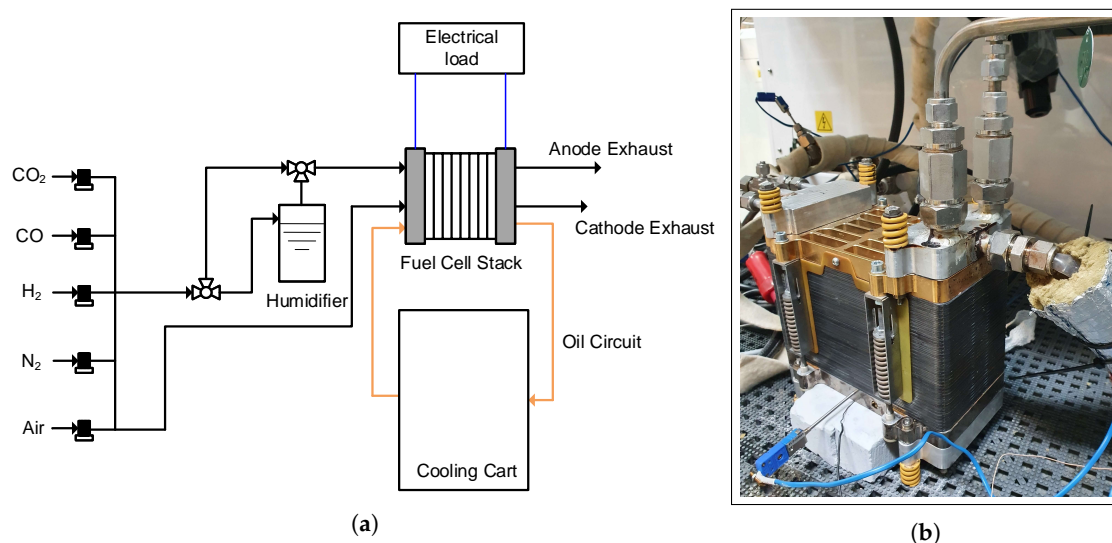 Electrical
load
CO₂
CO
H₂
N₂
Air
Humidifier
Fuel Cell Stack
Anode Exhaust
Cathode Exhaust
Oil Circuit
Cooling Cart
(a)
(b)